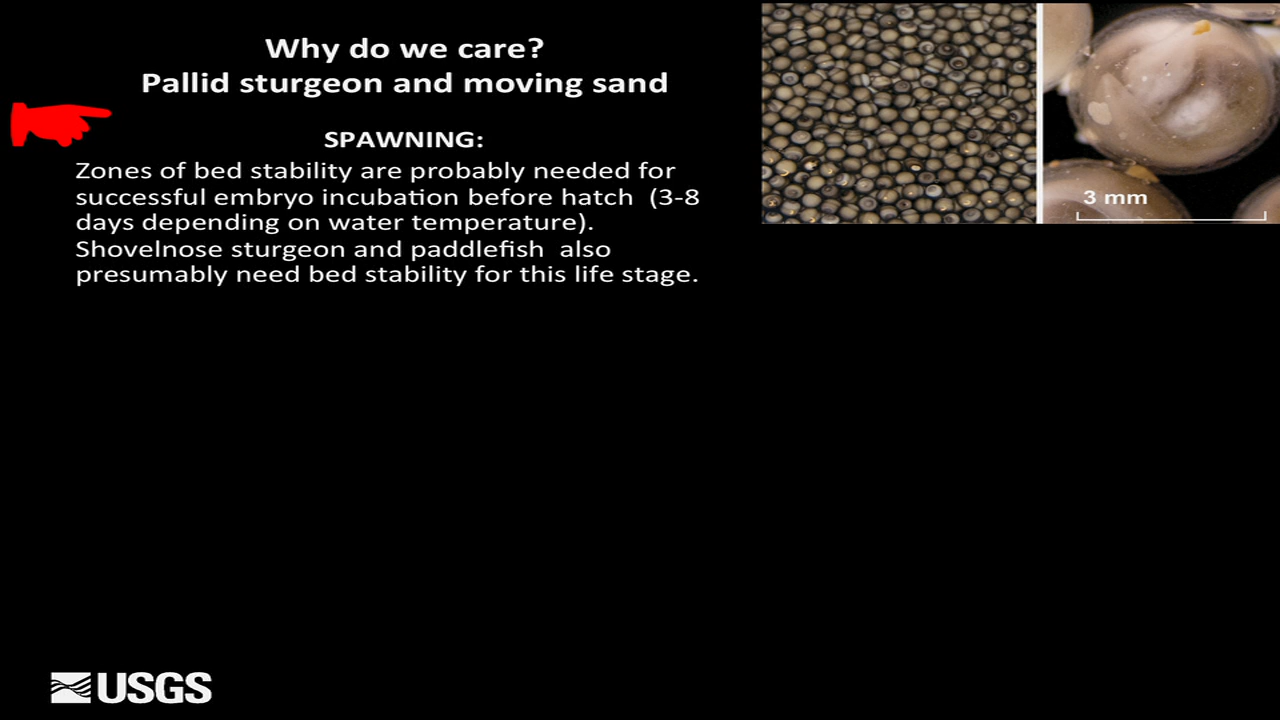 Why do we care?
Pallid sturgeon and moving sand
SPAWNING:
Zones of bed stability are probably needed for
successful embryo incubation before hatch  (3-8
days depending on water temperature).
Shovelnose sturgeon and paddlefish  also
presumably need bed stability for this life stage.
3 mm
USGS